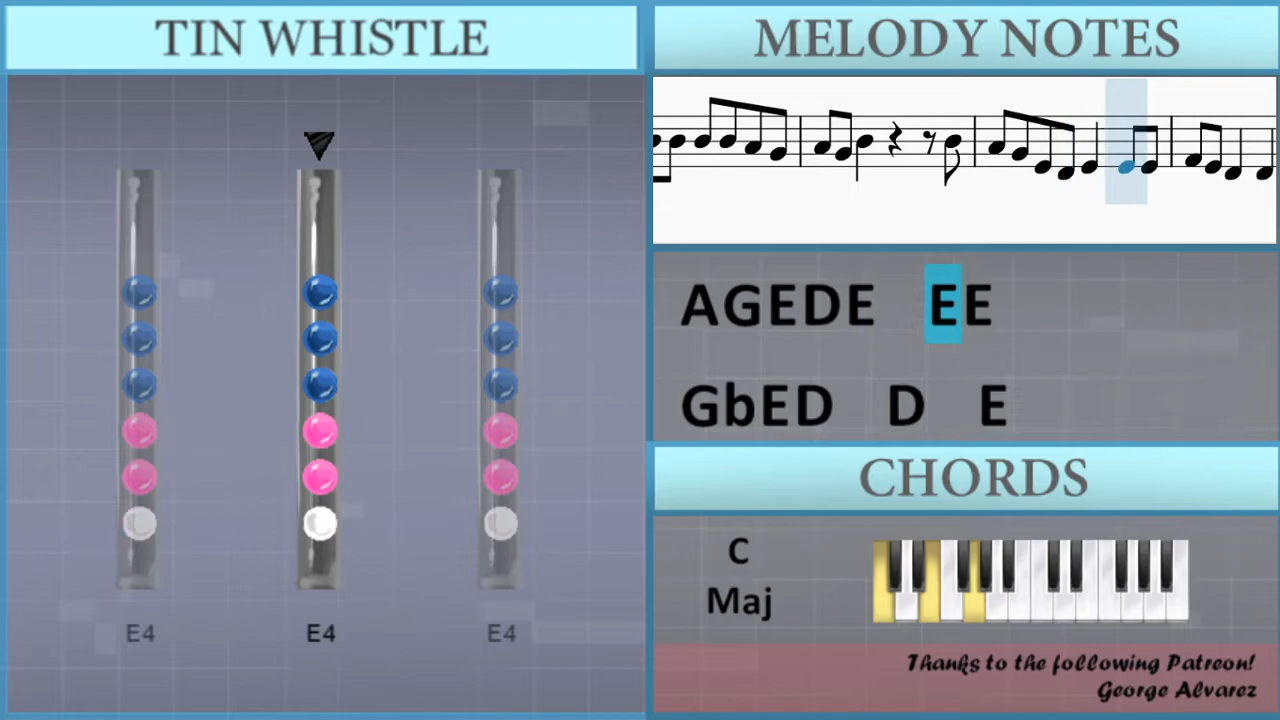 TIN WHISTLE
E4 E4 E4
MELODY NOTES
AGEDE EE
GbED D E
CHORDS
C
Maj
Thanks to the following Patreon!
George Alvarez